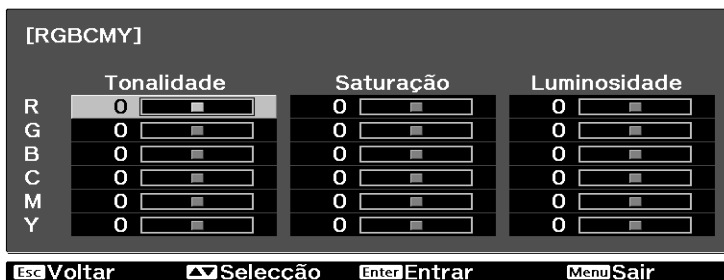 [RGBCMY]
Tonalidade Saturação Luminosidade
R 0 0 0
G 0 0 0
B 0 0 0
C 0 0 0
M 0 0 0
Y 0 0 0
Esc Voltar Selecção Enter Entrar Menu Sair